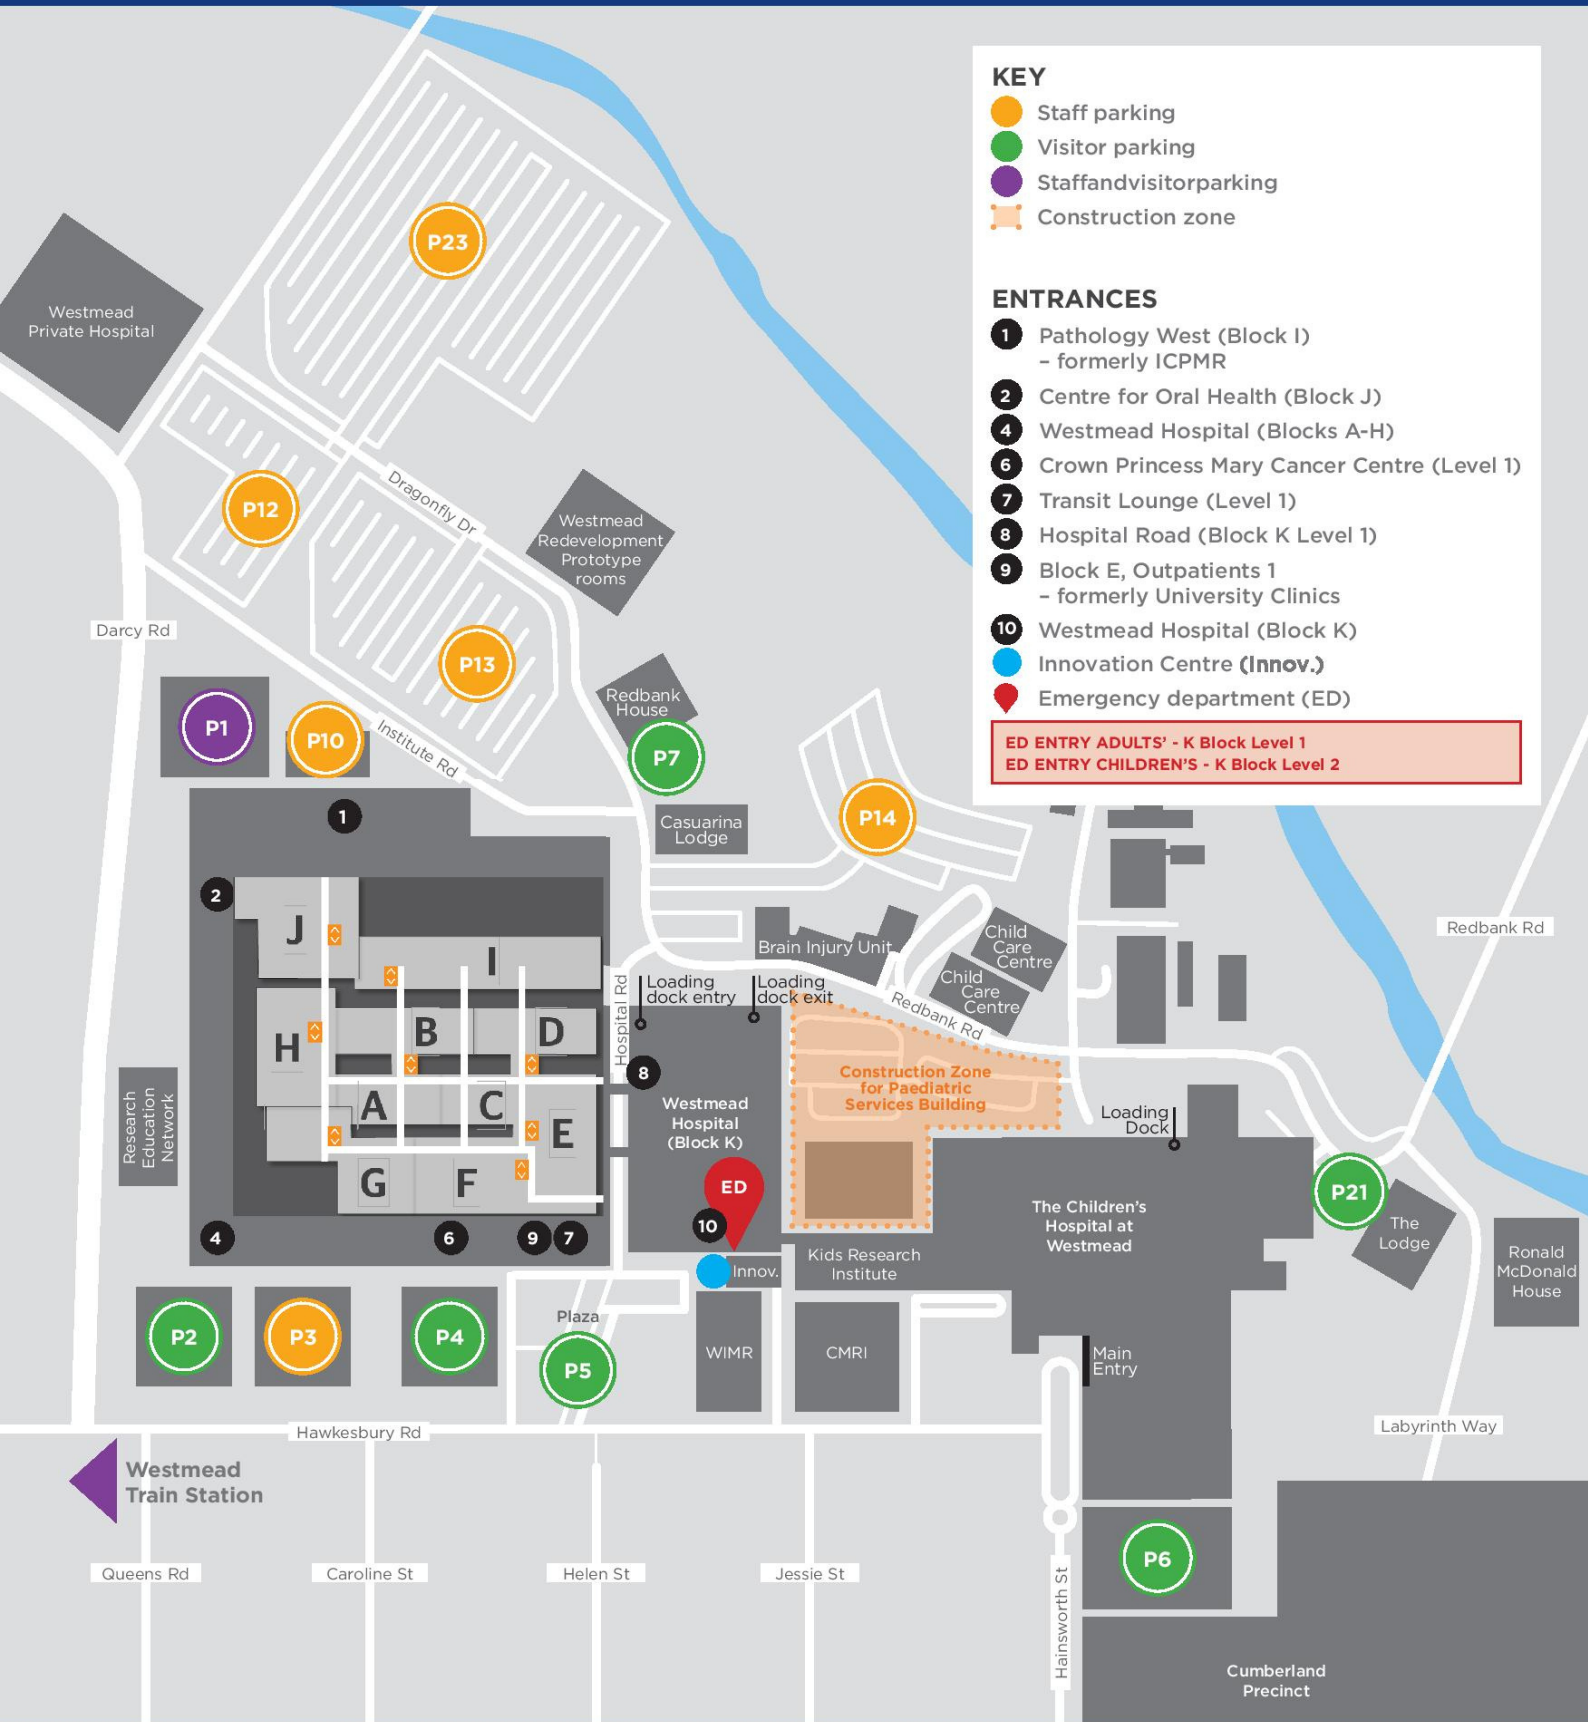 KEY
Staff parking
Visitor parking
Staffandvisitorparking
Construction zone
ENTRANCES
1 Pathology West (Block I)
– formerly ICPMR
2 Centre for Oral Health (Block J)
4 Westmead Hospital (Blocks A-H)
6 Crown Princess Mary Cancer Centre (Level 1)
7 Transit Lounge (Level 1)
8 Hospital Road (Block K Level 1)
9 Block E, Outpatients 1
– formerly University Clinics
10 Westmead Hospital (Block K)
Innovation Centre (Innov.)
Emergency department (ED)
ED ENTRY ADULTS' - K Block Level 1
ED ENTRY CHILDREN'S - K Block Level 2
P23
Westmead
Private Hospital
P12
Dragonfly Dr
Westmead
Redevelopment
Prototype
rooms
Darcy Rd
P13
Redbank
House
P1
P10
Institute Rd
P7
1
Casuarina
Lodge
P14
2
J
I
Brain Injury Unit
Child
Care
Centre
Child
Care
Centre
Redbank Rd
Hospital Rd
Loading
dock entry
Loading
dock exit
Redbank Rd
H
B
D
8
A
C
E
G
F
Research
Education
Network
Westmead
Hospital
(Block K)
Construction Zone
for Paediatric
Services Building
Loading
Dock
ED
10
The Children's
Hospital at
Westmead
P21
The
Lodge
Ronald
McDonald
House
4
6
9
7
Innov.
Kids Research
Institute
P2
P3
P4
Plaza
P5
WIMR
CMRI
Main
Entry
Hawkesbury Rd
Labyrinth Way
Westmead
Train Station
Queens Rd
Caroline St
Helen St
Jessie St
Hainsworth St
P6
Cumberland
Precinct